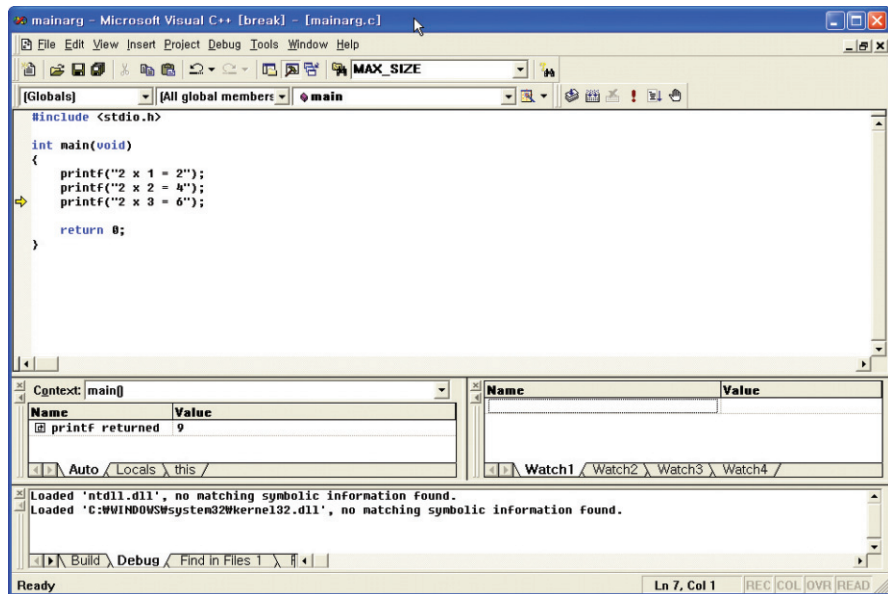 mainarg - Microsoft Visual C++ [break] - [mainarg.c]
File Edit View Insert Project Debug Tools Window Help
MAX_SIZE
(Globals) (All global members main
#include <stdio.h>
int main(void)
{
printf("2 x 1 = 2");
printf("2 x 2 = 4");
printf("2 x 3 = 6");
return 0;
}
Context: main()
Name Value
printf returned 9
Auto Locals this
Name Value
Watch1 Watch2 Watch3 Watch4
Loaded 'ntdll.dll', no matching symbolic information found.
Loaded 'C:₩WINDOWS₩system32₩kernel32.dll', no matching symbolic information found.
Build Debug Find in Files 1
Ready Ln 7, Col 1 REC COL OVR READ